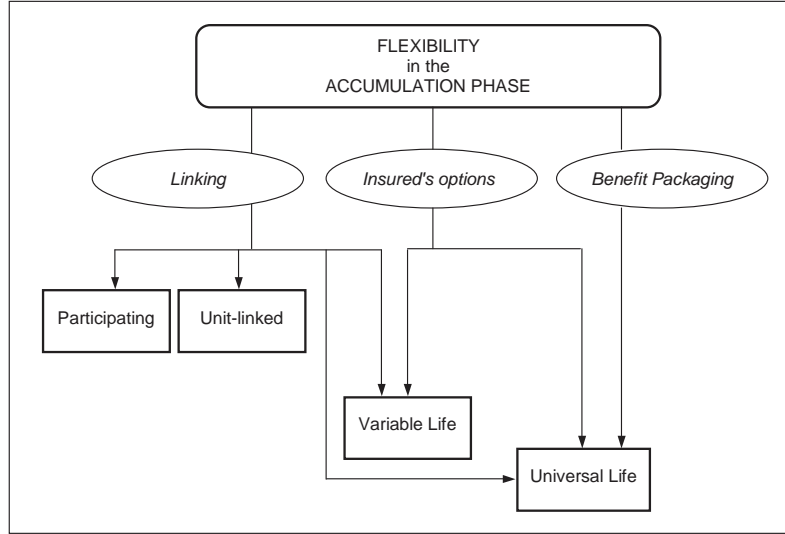 FLEXIBILITY
in the
ACCUMULATION PHASE
Linking
Insured's options
Benefit Packaging
Participating
Unit-linked
Variable Life
Universal Life